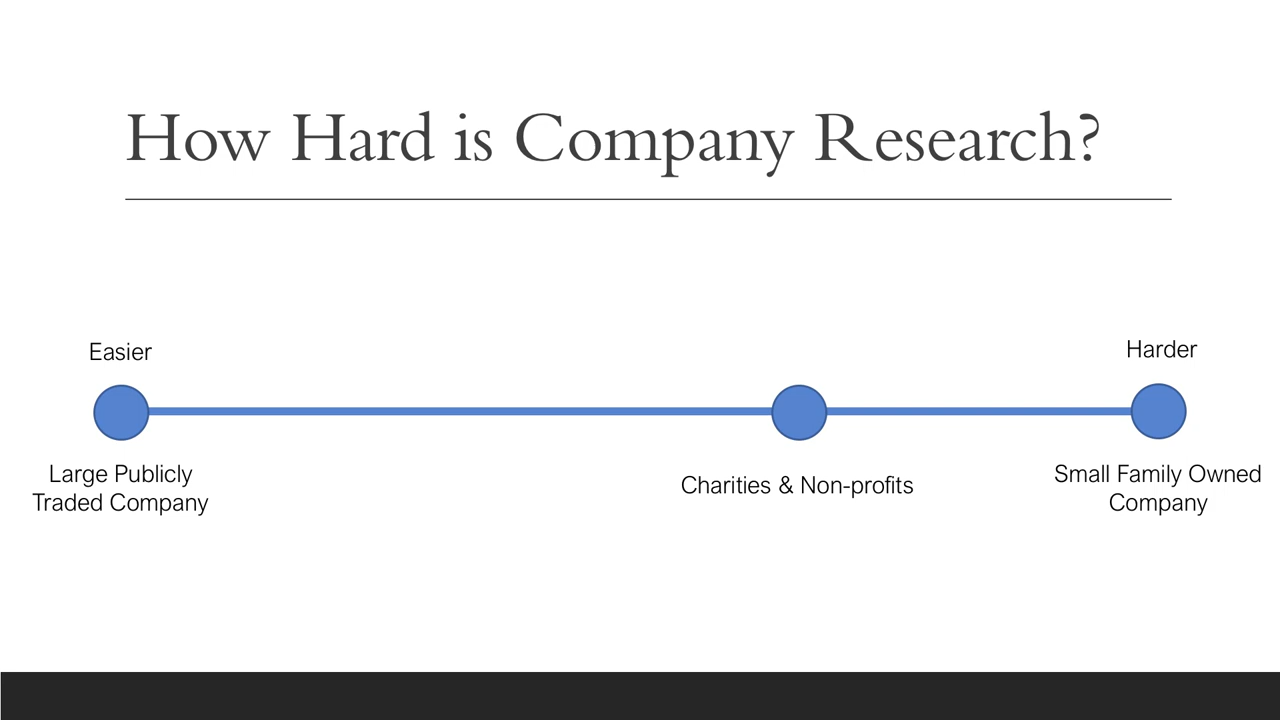 How Hard is Company Research?
Easier
Harder
Large Publicly
Traded Company
Charities & Non-profits
Small Family Owned
Company